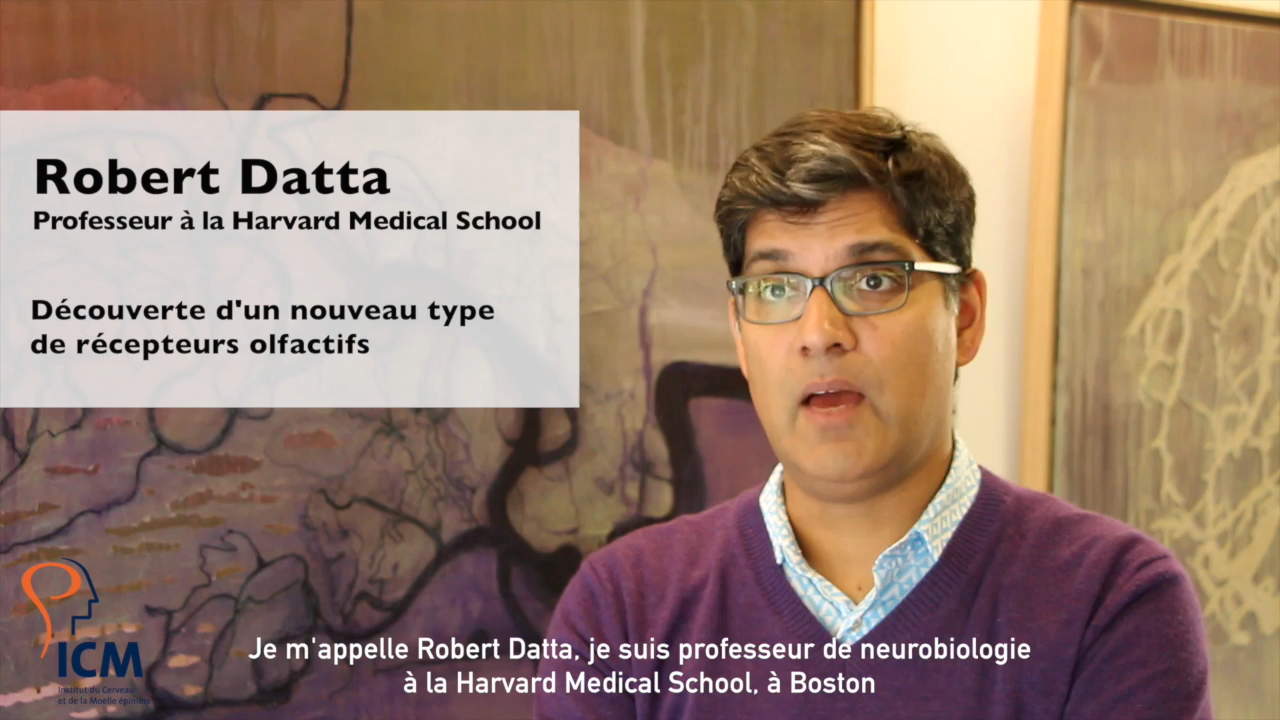 Robert Datta
Professeur à la Harvard Medical School
Découverte d'un nouveau type
de récepteurs olfactifs
Je m'appelle Robert Datta, je suis professeur de neurobiologie
à la Harvard Medical School, à Boston
ICM
Institut du Cerveau
et de la Moelle épinière